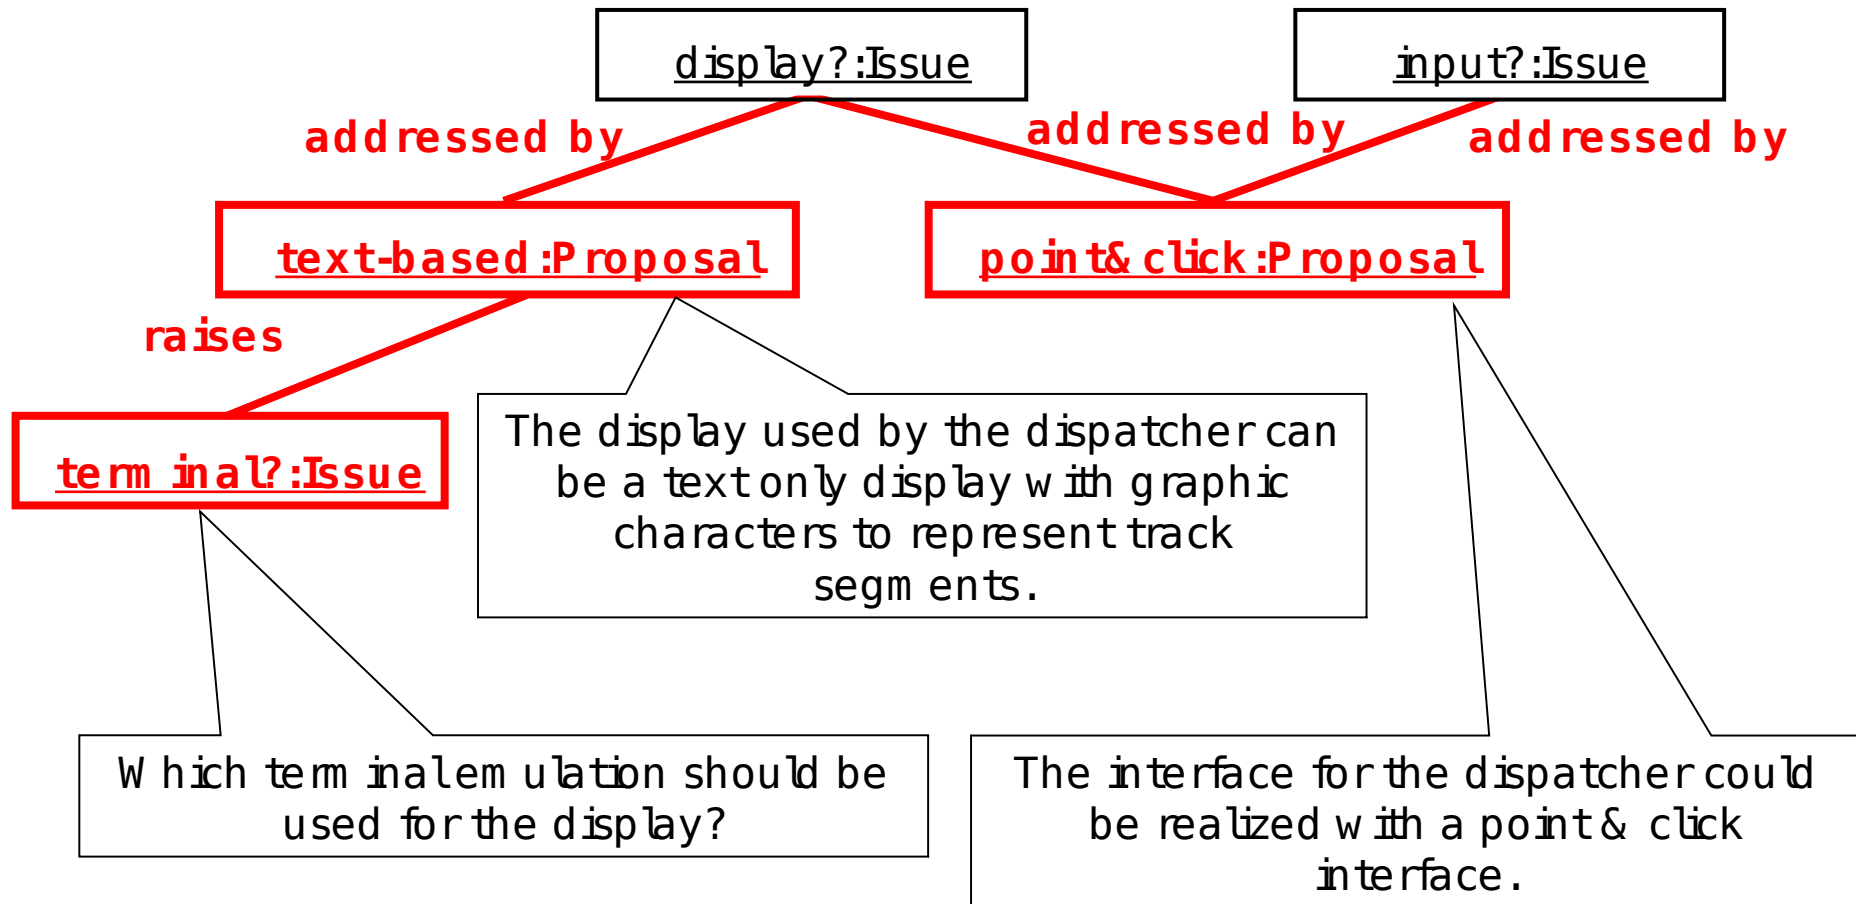 display?:Issue
input?:Issue
addressed by
addressed by
addressed by
text-based:Proposal
point&click:Proposal
raises
The display used by the dispatcher can
be a text only display with graphic
characters to represent track
segments.
terminal?:Issue
Which terminal emulation should be
used for the display?
The interface for the dispatcher could
be realized with a point & click
interface.